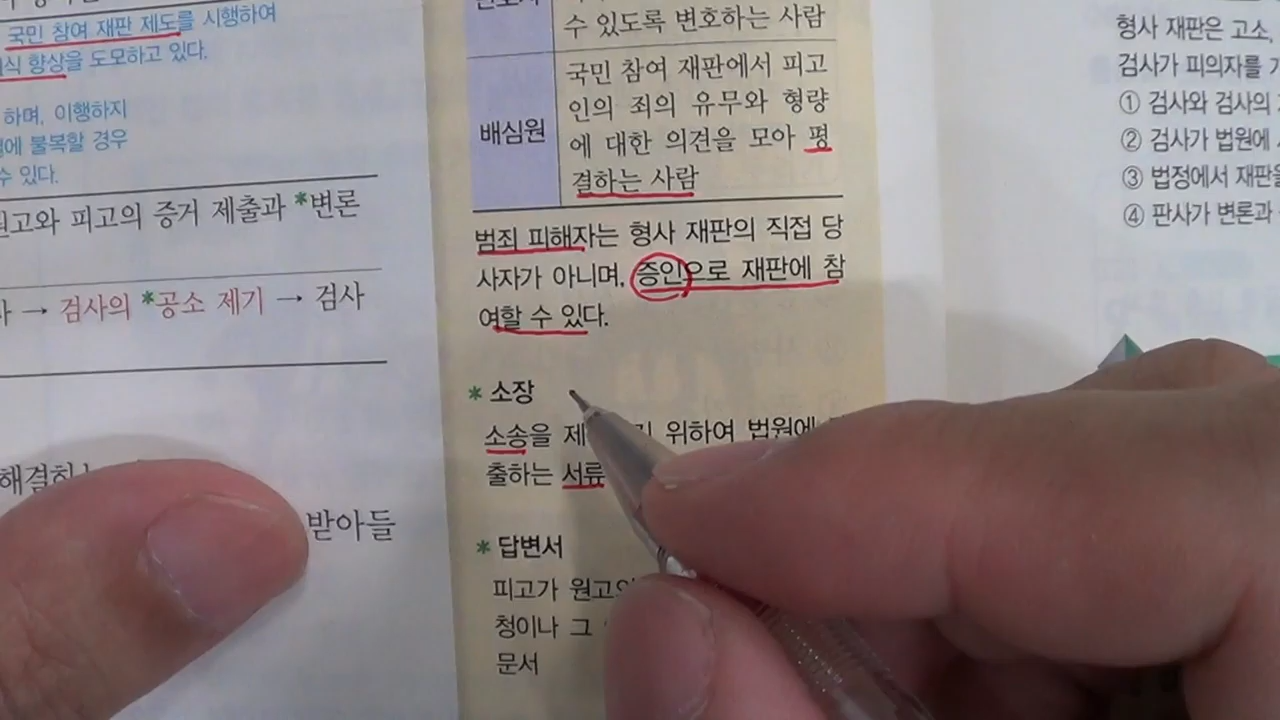 국민 참여 재판 제도를 시행하여
향상을 도모하고 있다.
하며, 이행하지
불복할 경우
수 있다.
원고와 피고의 증거 제출과 *변론
→ 검사의 *공소 제기 → 검사
받아들
수 있도록 변호하는 사람
배심원
국민 참여 재판에서 피고
인의 죄의 유무와 형량
에 대한 의견을 모아 평
결하는 사람
범죄 피해자는 형사 재판의 직접 당
사자가 아니며, 증인으로 재판에 참
여할 수 있다.
* 소장
소송을 위하여 법원에
출하는 서류
* 답변서
피고가
청이나 그
문서
형사 재판은 고소,
검사가 피의자를
① 검사와 검사의
② 검사가 법원에
③ 법정에서 재판을
④ 판사가 변론과